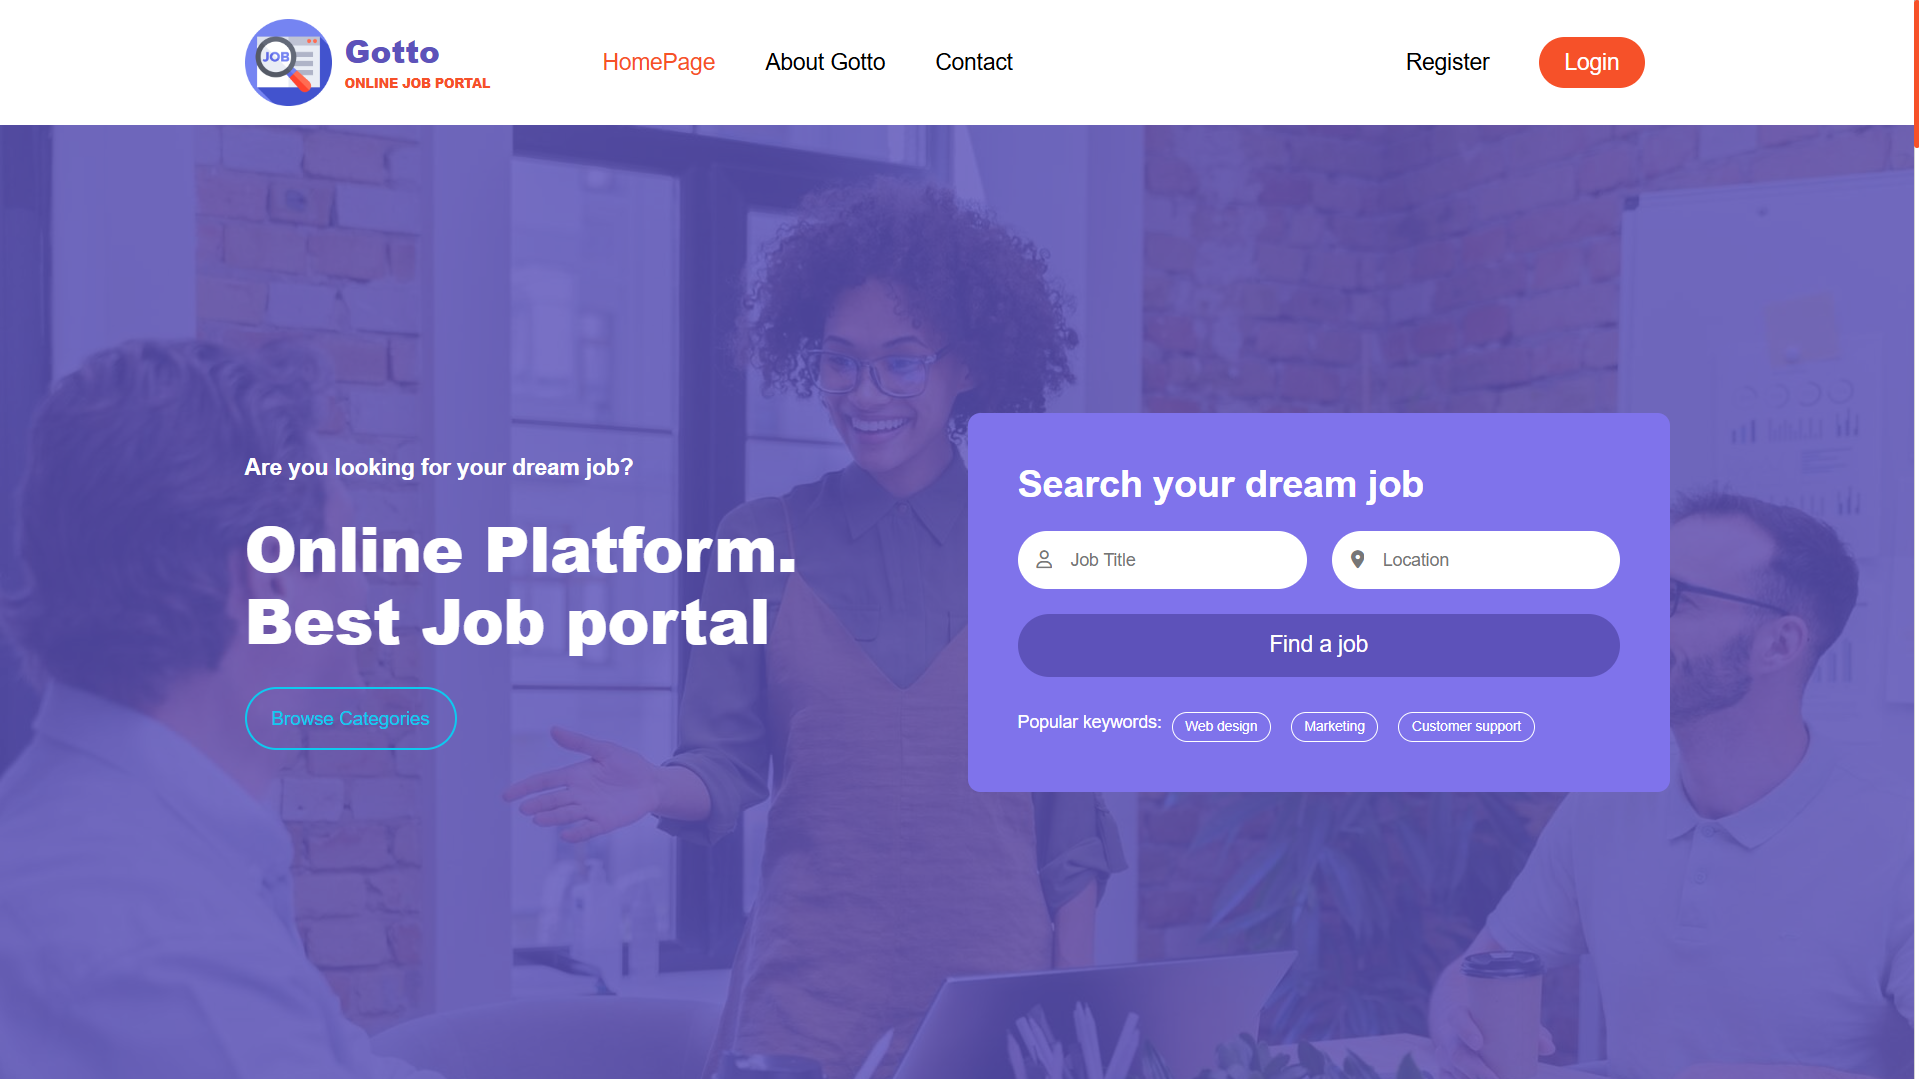 JOB
Gotto
ONLINE JOB PORTAL
HomePage
About Gotto
Contact
Register
Login
Are you looking for your dream job?
Online Platform.
Best Job portal
Browse Categories
Search your dream job
Job Title
Location
Find a job
Popular keywords:
Web design
Marketing
Customer support